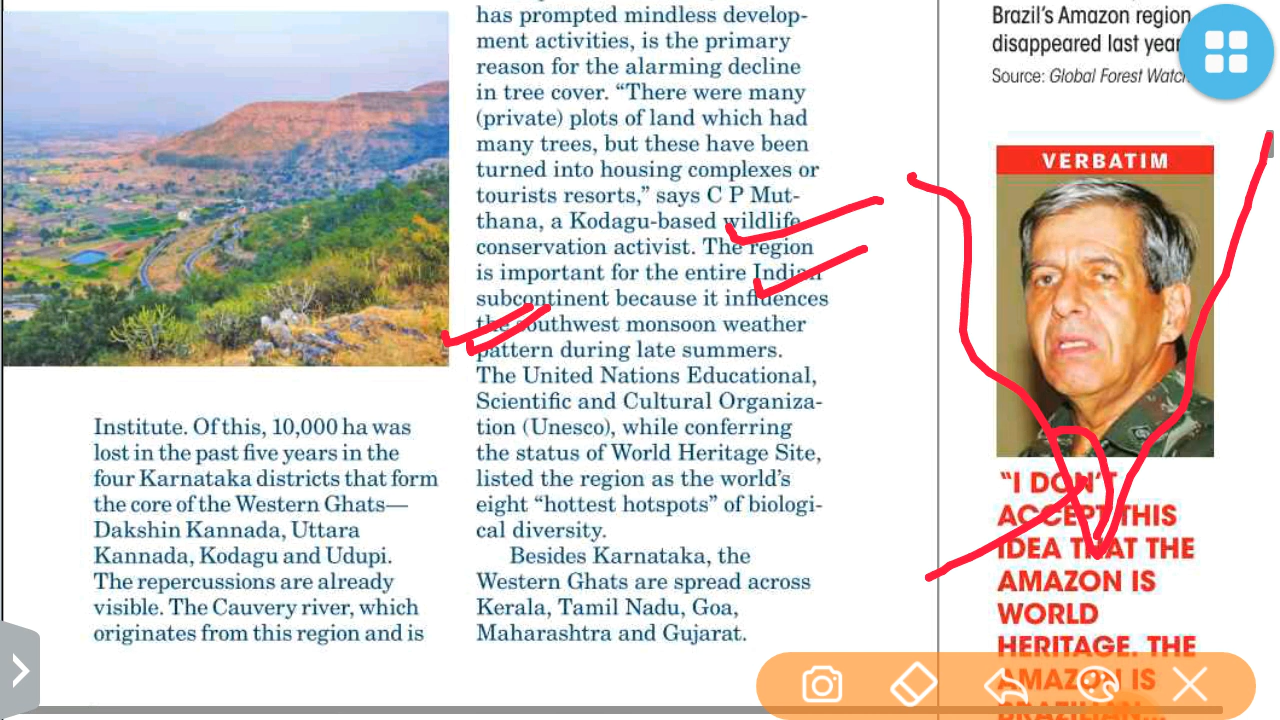 has prompted mindless develop-
ment activities, is the primary
reason for the alarming decline
in tree cover. “There were many
(private) plots of land which had
many trees, but these have been
turned into housing complexes or
tourists resorts,” says C P Mut-
thana, a Kodagu-based wildlife
conservation activist. The region
is important for the entire Indian
subcontinent because it influences
the southwest monsoon weather
pattern during late summers.
The United Nations Educational,
Scientific and Cultural Organiza-
tion (Unesco), while conferring
the status of World Heritage Site,
listed the region as the world’s
eight “hottest hotspots” of biologi-
cal diversity.
Besides Karnataka, the
Western Ghats are spread across
Kerala, Tamil Nadu, Goa,
Maharashtra and Gujarat.
Institute. Of this, 10,000 ha was
lost in the past five years in the
four Karnataka districts that form
the core of the Western Ghats—
Dakshin Kannada, Uttara
Kannada, Kodagu and Udupi.
The repercussions are already
visible. The Cauvery river, which
originates from this region and is
Brazil’s Amazon region
disappeared last year
Source: Global Forest Watch
VERBATIM
“I DON’T
ACCEPT THIS
IDEA THAT THE
AMAZON IS
WORLD
HERITAGE. THE
AMAZON IS
BRAZILIAN...